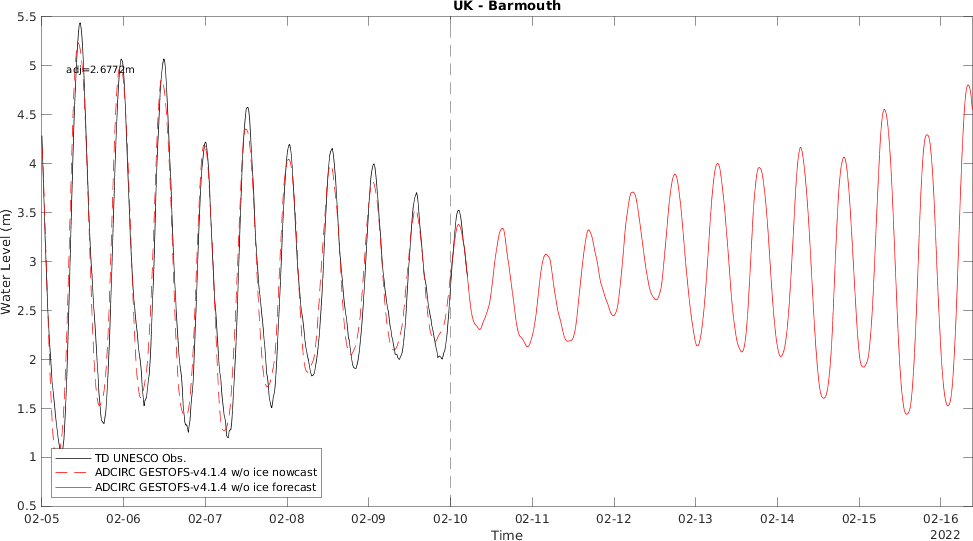 UK - Barmouth
5.5
5
4.5
4
3.5
3
2.5
2
1.5
1
0.5
Water Level (m)
adj=2.6772m
TD UNESCO Obs.
ADCIRC GESTOFS-v4.1.4 w/o ice nowcast
ADCIRC GESTOFS-v4.1.4 w/o ice forecast
02-05 02-06 02-07 02-08 02-09 02-10 02-11 02-12 02-13 02-14 02-15 02-16
Time
2022